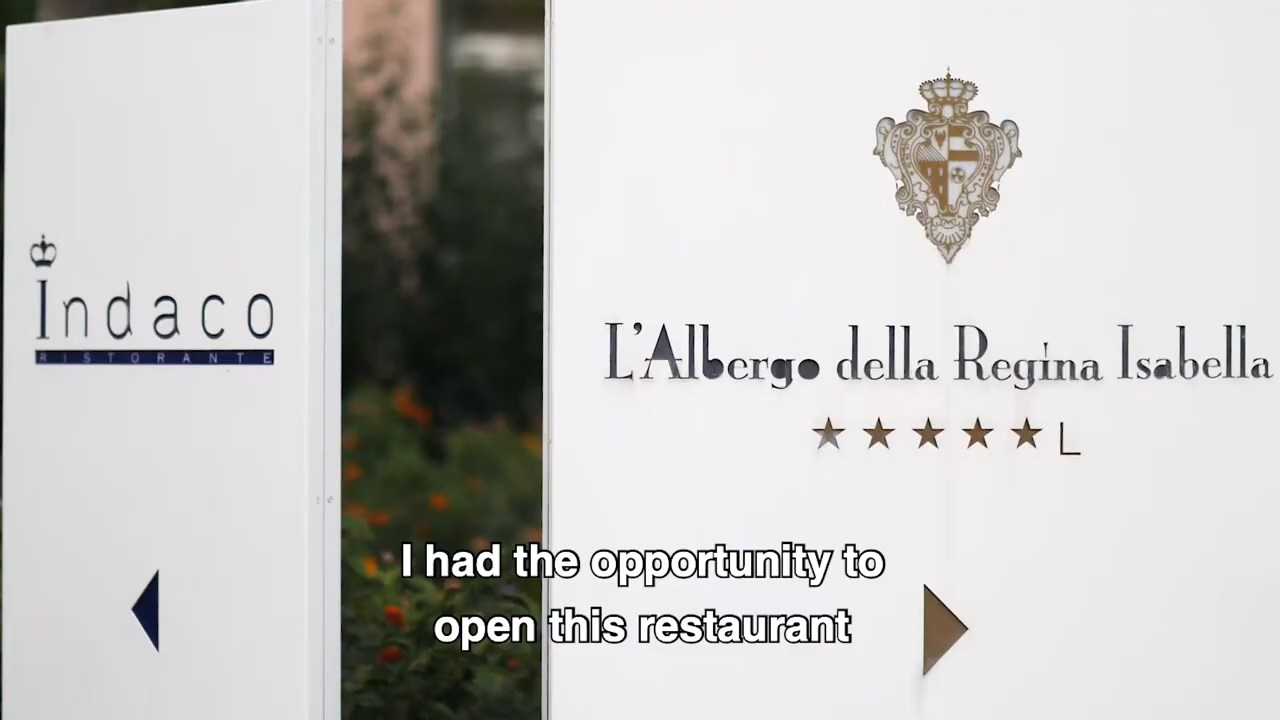 Indaco
RISTORANTE
L'Albergo della Regina Isabella
★★★★★L
I had the opportunity to
open this restaurant